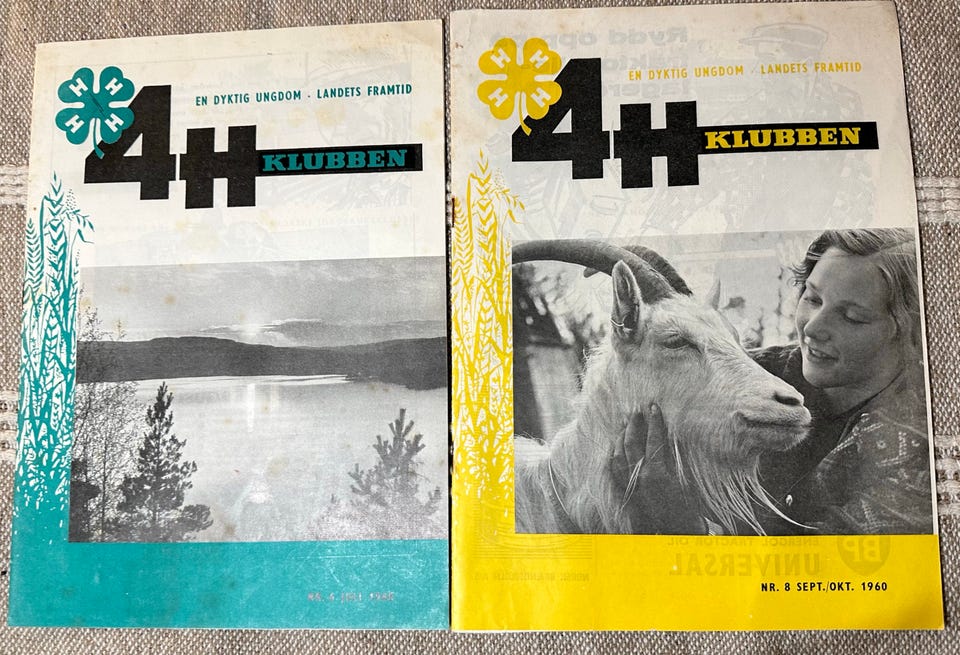 EN DYKTIG UNGDOM . LANDETS FRAMTID
H H H H
4H
KLUBBEN
EN DYKTIG UNGDOM . LANDETS FRAMTID
H H H H
4H
KLUBBEN
BP
UNIVERSAL
NR. 8 SEPT./OKT. 1960